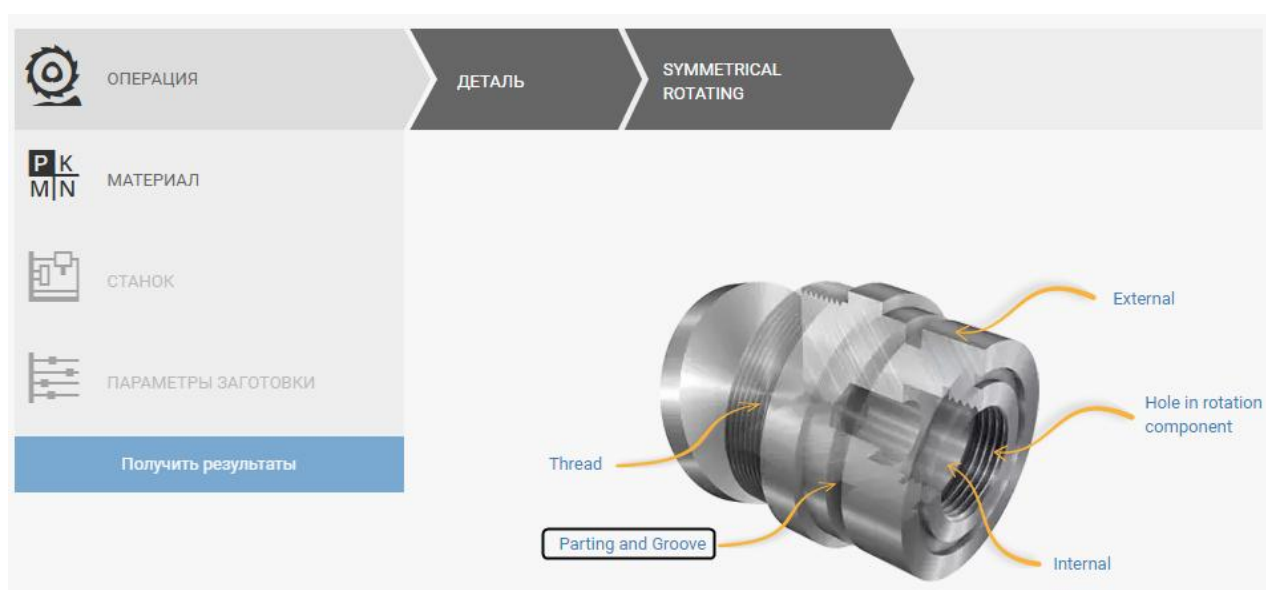 ОПЕРАЦИЯ
ДЕТАЛЬ
SYMMETRICAL
ROTATING
P K
M N
МАТЕРИАЛ
СТАНОК
ПАРАМЕТРЫ ЗАГОТОВКИ
Получить результаты
External
Hole in rotation
component
Thread
Parting and Groove
Internal